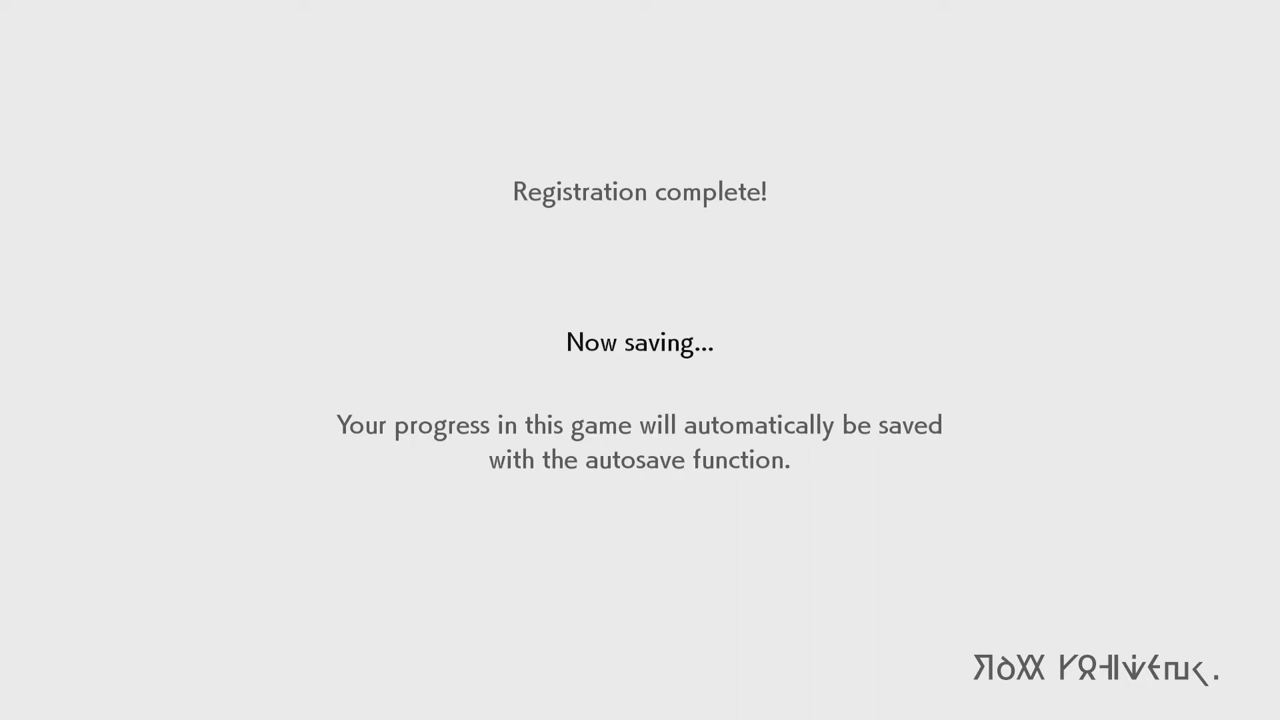 Registration complete!
Now saving...
Your progress in this game will automatically be saved
with the autosave function.